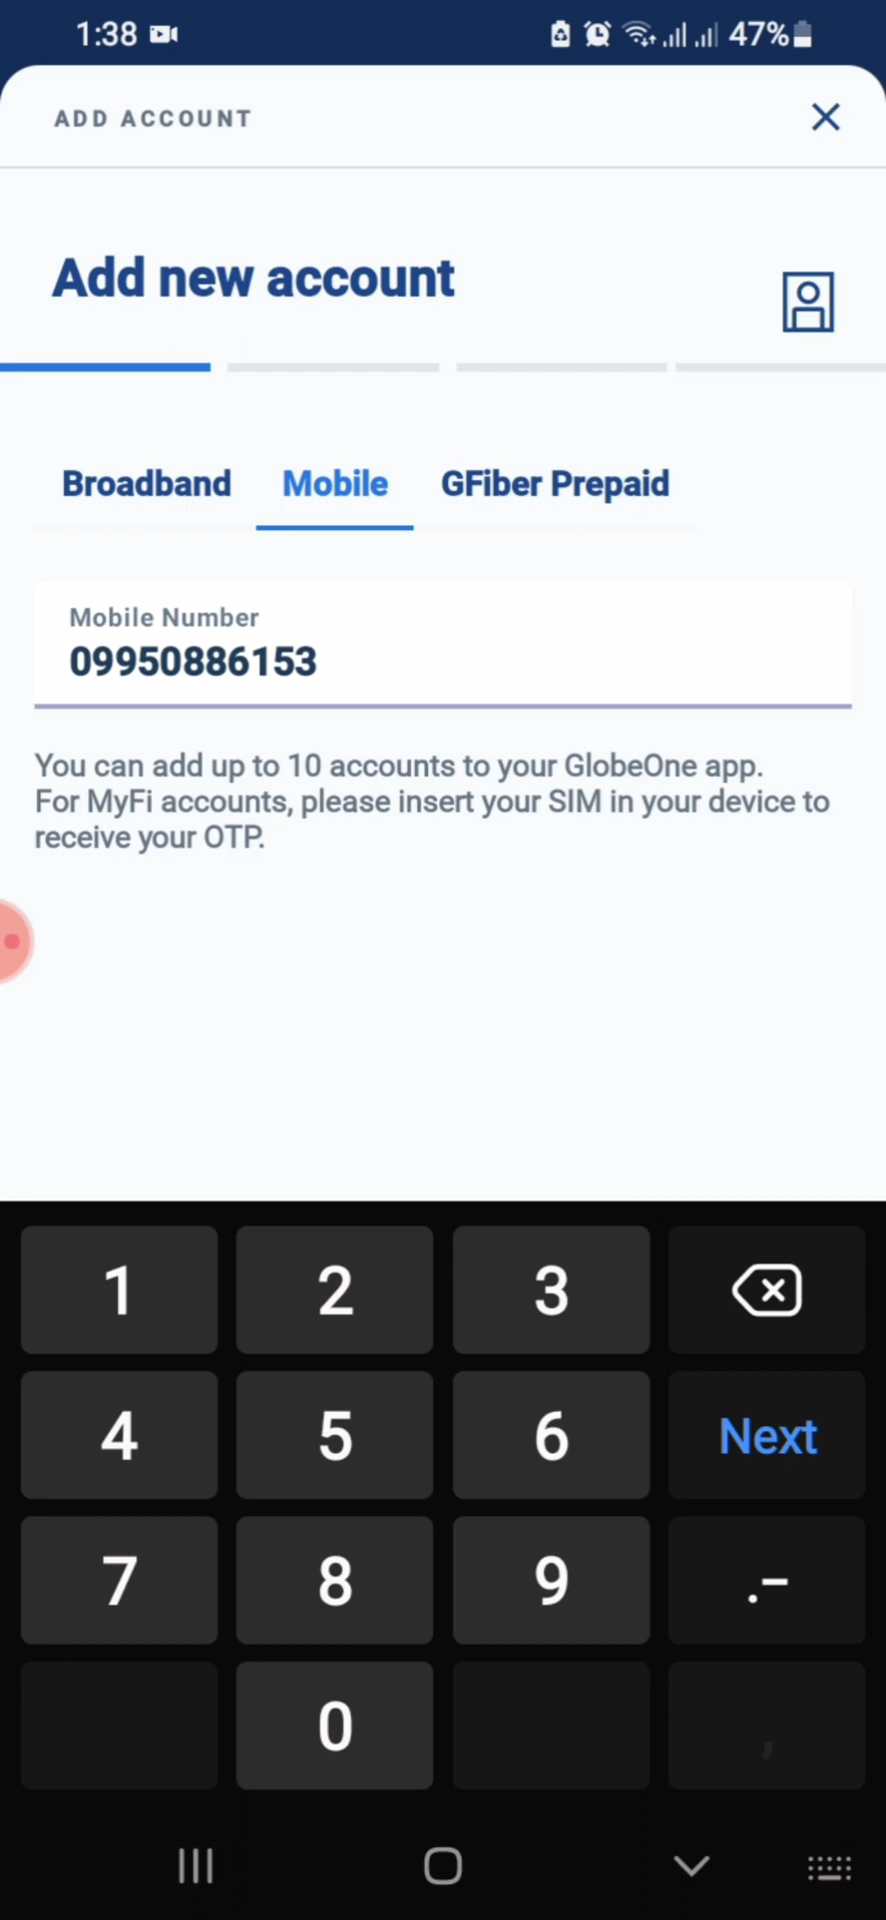 1:38 47%
ADD ACCOUNT
Add new account
Broadband Mobile GFiber Prepaid
Mobile Number
09950886153
You can add up to 10 accounts to your GlobeOne app.
For MyFi accounts, please insert your SIM in your device to
receive your OTP.
1 2 3
4 5 6 Next
7 8 9 .-
0 ,